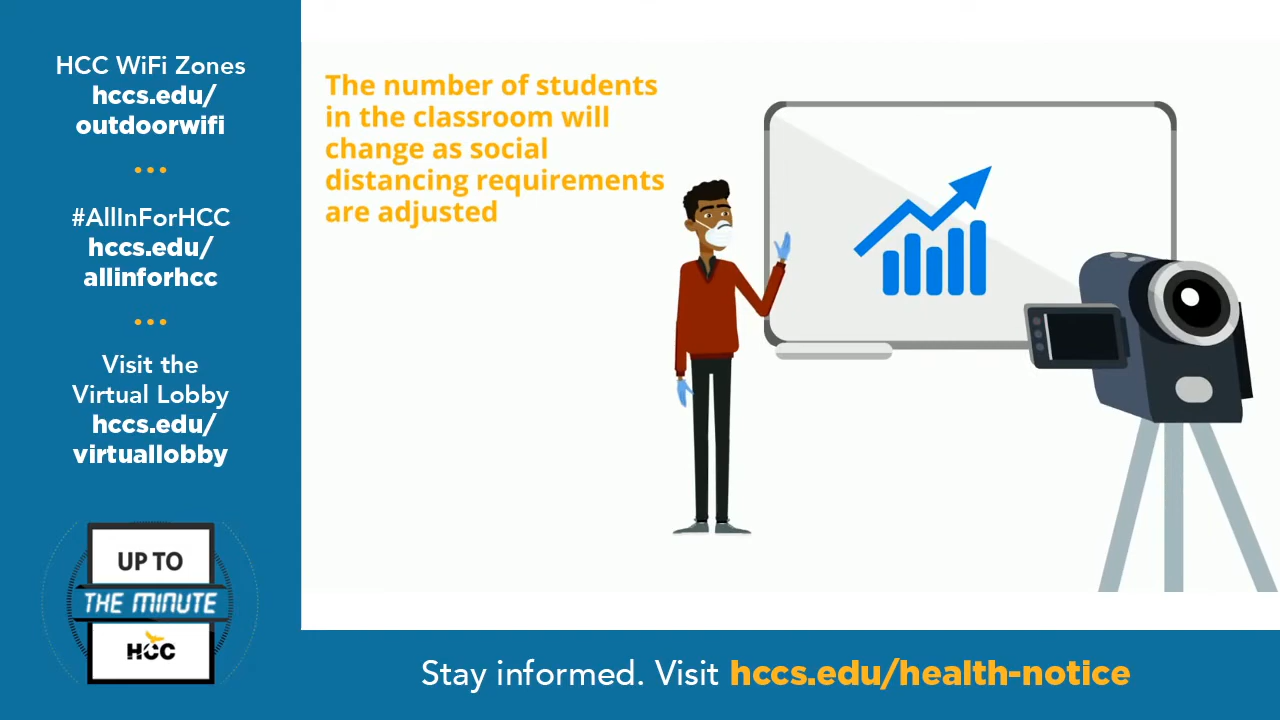 HCC WiFi Zones
hccs.edu/
outdoorwifi
#AllInForHCC
hccs.edu/
allinforhcc
Visit the
Virtual Lobby
hccs.edu/
virtuallobby
UP TO
THE MINUTE
HCC
The number of students
in the classroom will
change as social
distancing requirements
are adjusted
Stay informed. Visit hccs.edu/health-notice